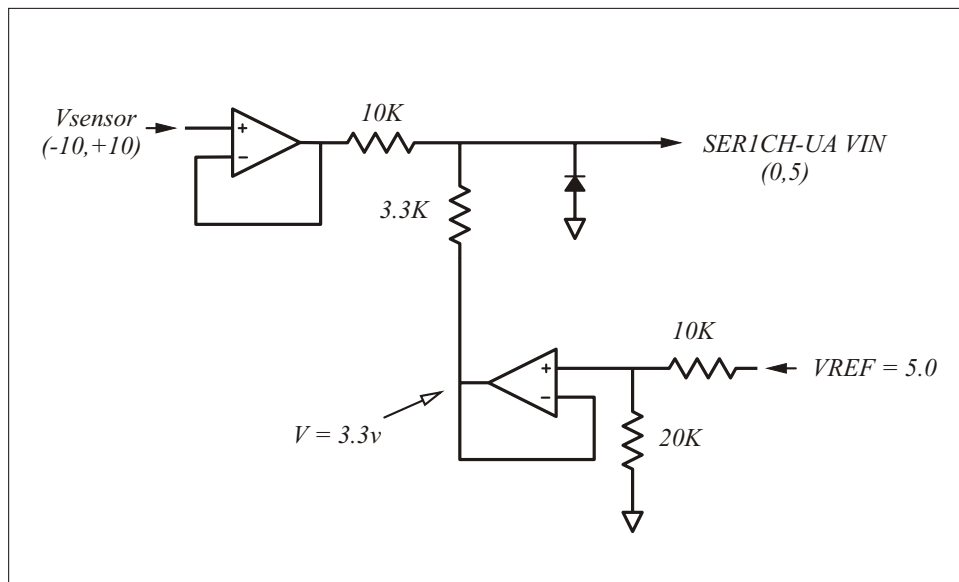 10K
Vsensor
(-10,+10)
+
-
SER1CH-UA VIN
(0,5)
3.3K
10K
+
-
VREF = 5.0
V = 3.3v
20K